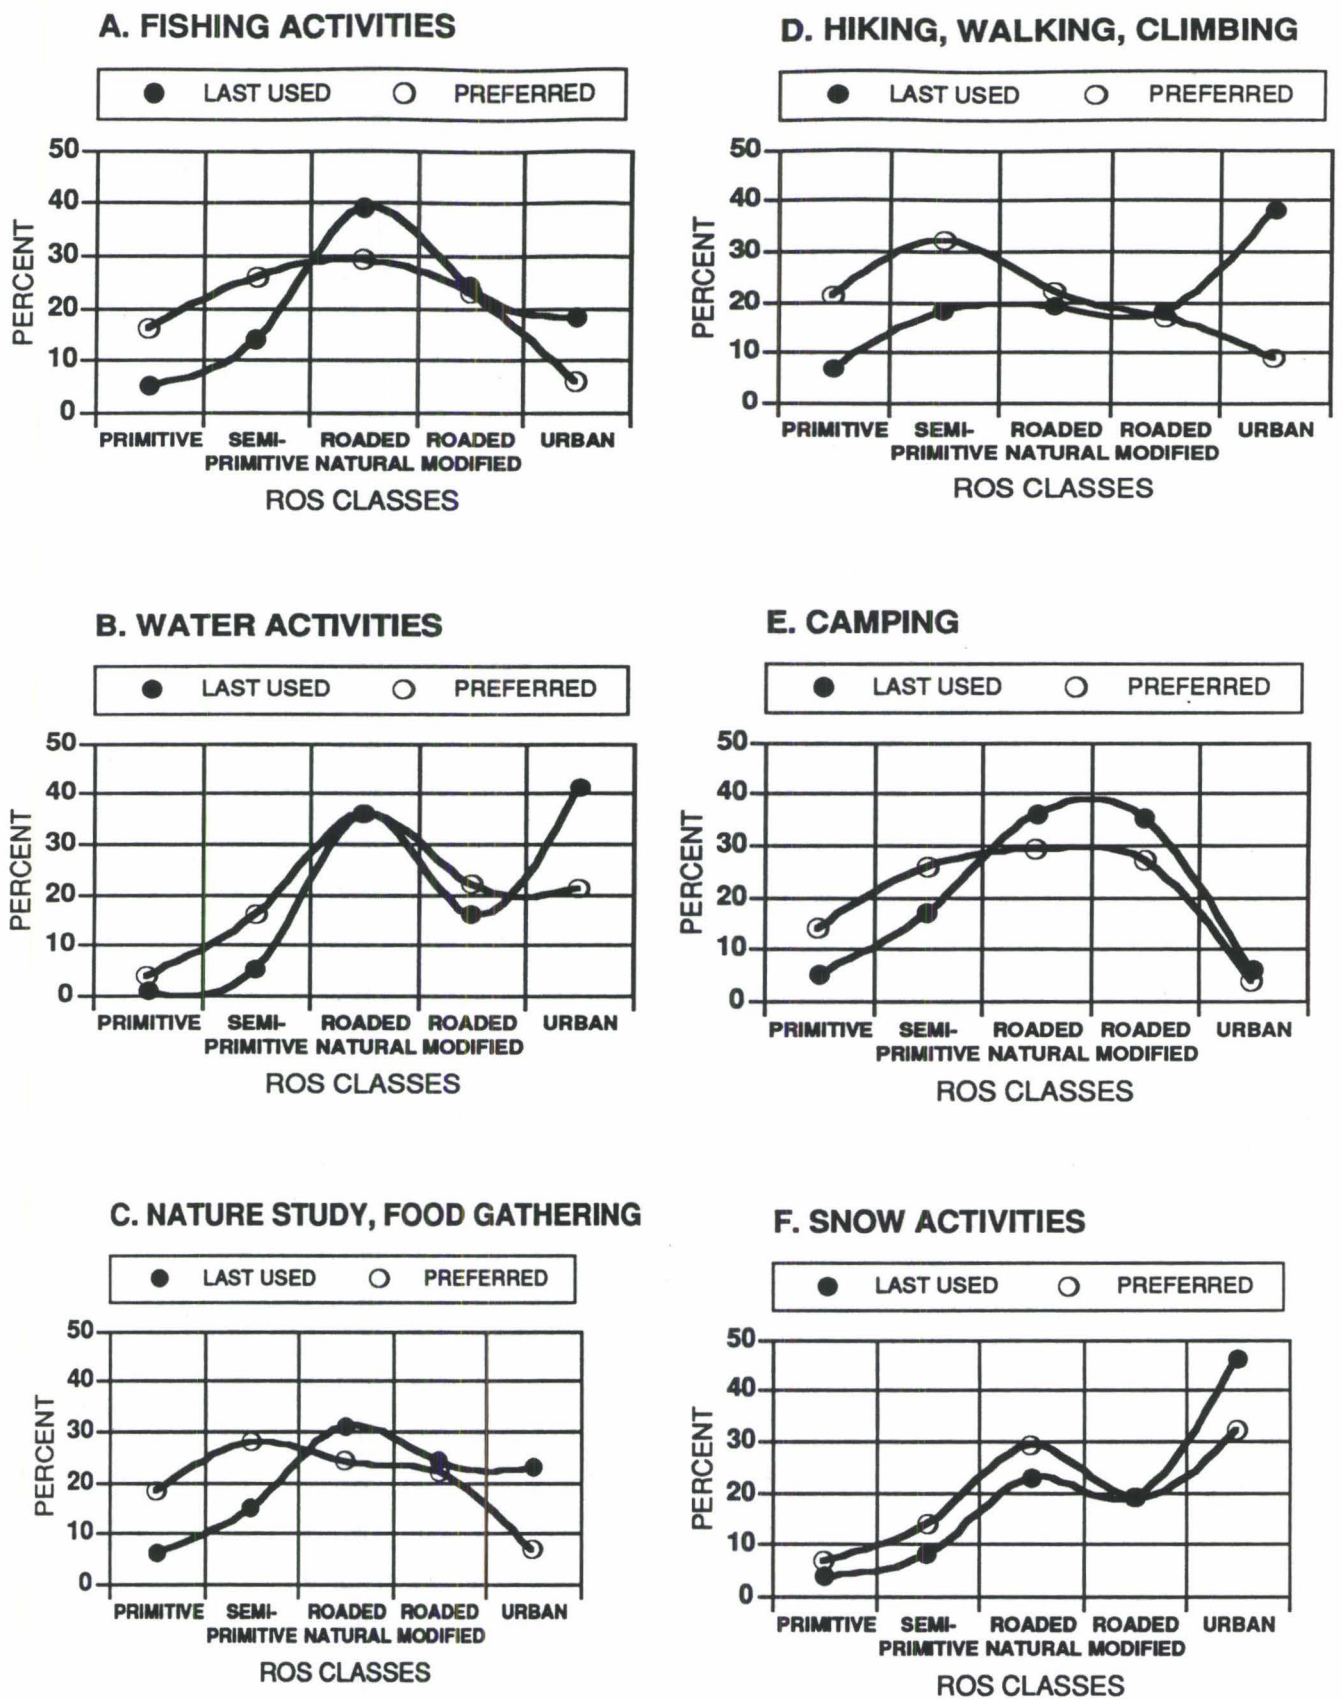 A. FISHING ACTIVITIES
LAST USED PREFERRED
50
40
30
20
10
0
PERCENT
PRIMITIVE SEMI- ROADED ROADED URBAN
PRIMITIVE NATURAL MODIFIED
ROS CLASSES
B. WATER ACTIVITIES
LAST USED PREFERRED
50
40
30
20
10
0
PERCENT
PRIMITIVE SEMI- ROADED ROADED URBAN
PRIMITIVE NATURAL MODIFIED
ROS CLASSES
C. NATURE STUDY, FOOD GATHERING
LAST USED PREFERRED
50
40
30
20
10
0
PERCENT
PRIMITIVE SEMI- ROADED ROADED URBAN
PRIMITIVE NATURAL MODIFIED
ROS CLASSES
D. HIKING, WALKING, CLIMBING
LAST USED PREFERRED
50
40
30
20
10
0
PERCENT
PRIMITIVE SEMI- ROADED ROADED URBAN
PRIMITIVE NATURAL MODIFIED
ROS CLASSES
E. CAMPING
LAST USED PREFERRED
50
40
30
20
10
0
PERCENT
PRIMITIVE SEMI- ROADED ROADED URBAN
PRIMITIVE NATURAL MODIFIED
ROS CLASSES
F. SNOW ACTIVITIES
LAST USED PREFERRED
50
40
30
20
10
0
PERCENT
PRIMITIVE SEMI- ROADED ROADED URBAN
PRIMITIVE NATURAL MODIFIED
ROS CLASSES